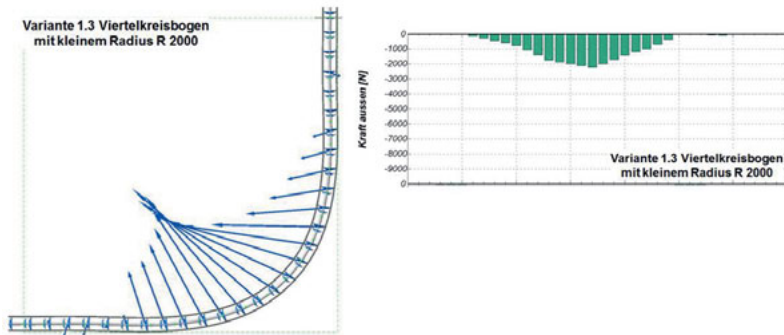 Variante 1.3 Viertelkreisbogen
mit kleinem Radius R 2000
Kraft aussen [N]
0
-1000
-2000
-3000
-4000
-5000
-6000
-7000
-8000
-9000
0
Variante 1.3 Viertelkreisbogen
mit kleinem Radius R 2000